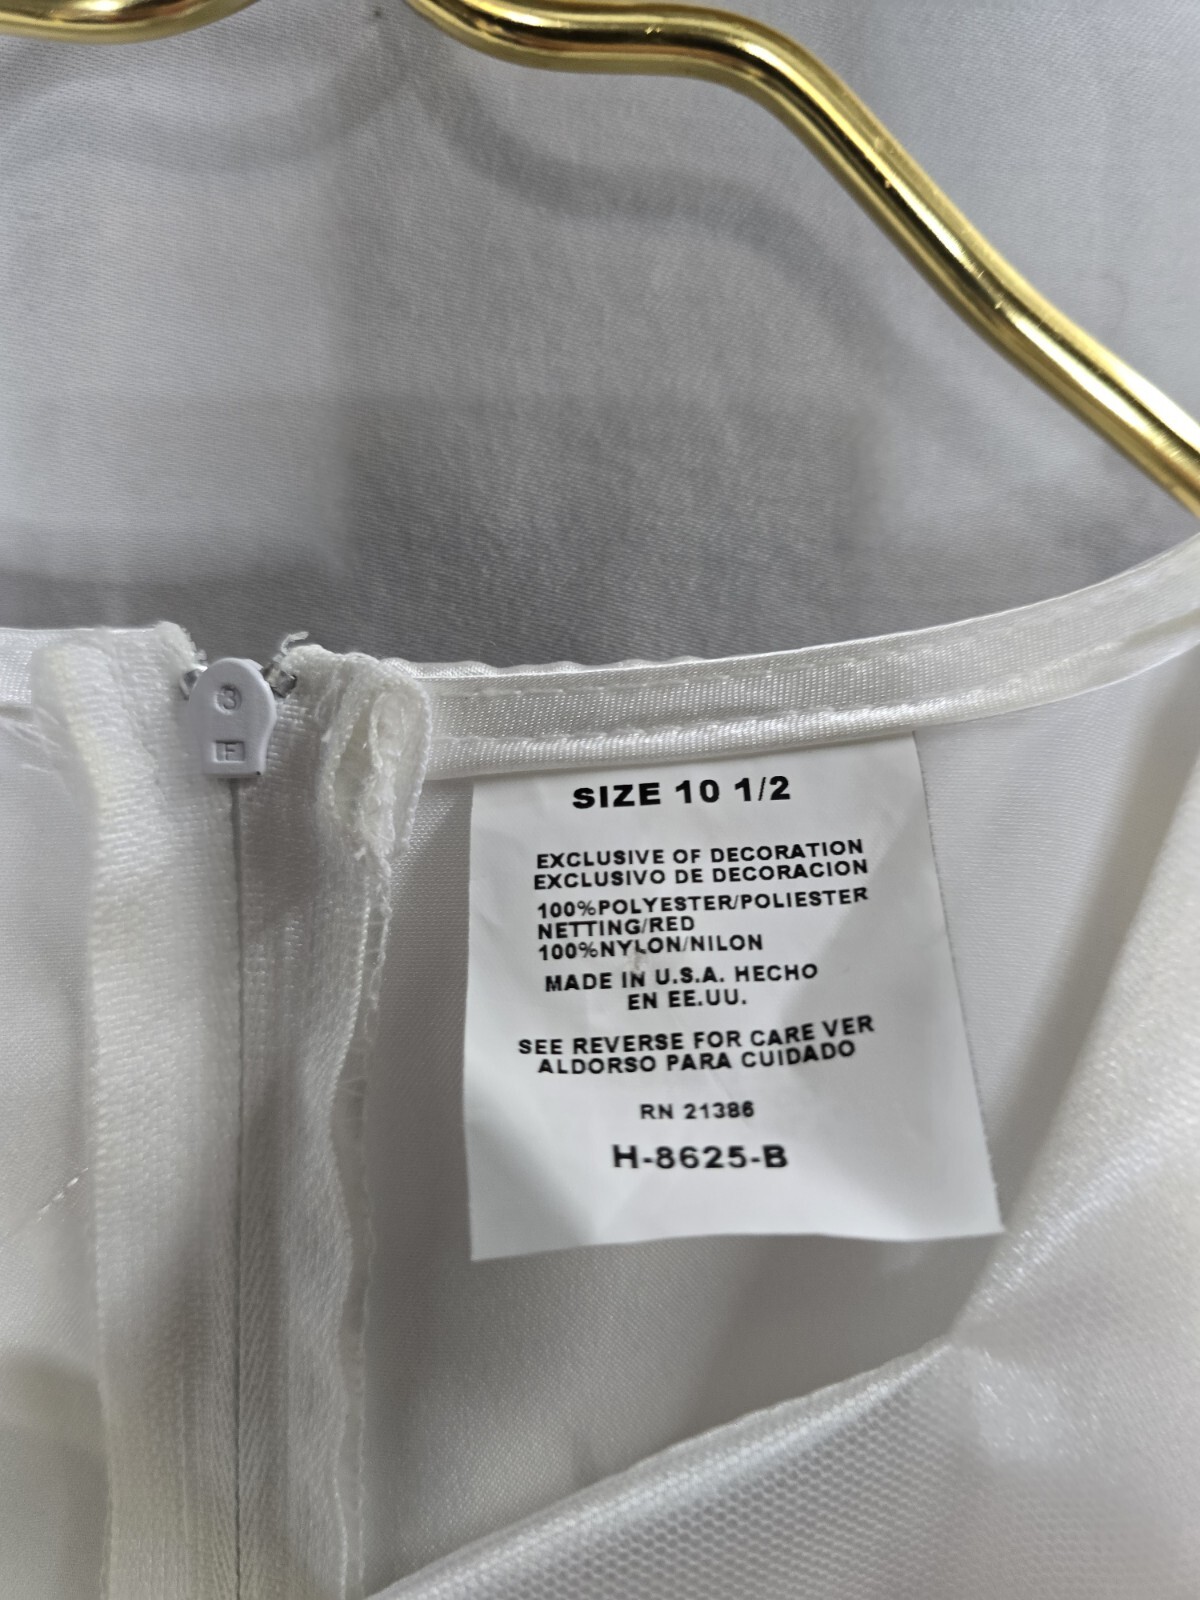 3
F
SIZE 10 1/2
EXCLUSIVE OF DECORATION
EXCLUSIVO DE DECORACION
100%POLYESTER/POLIESTER
NETTING/RED
100%NYLON/NILON
MADE IN U.S.A. HECHO
EN EE.UU.
SEE REVERSE FOR CARE VER
ALDORSO PARA CUIDADO
RN 21386
H-8625-B